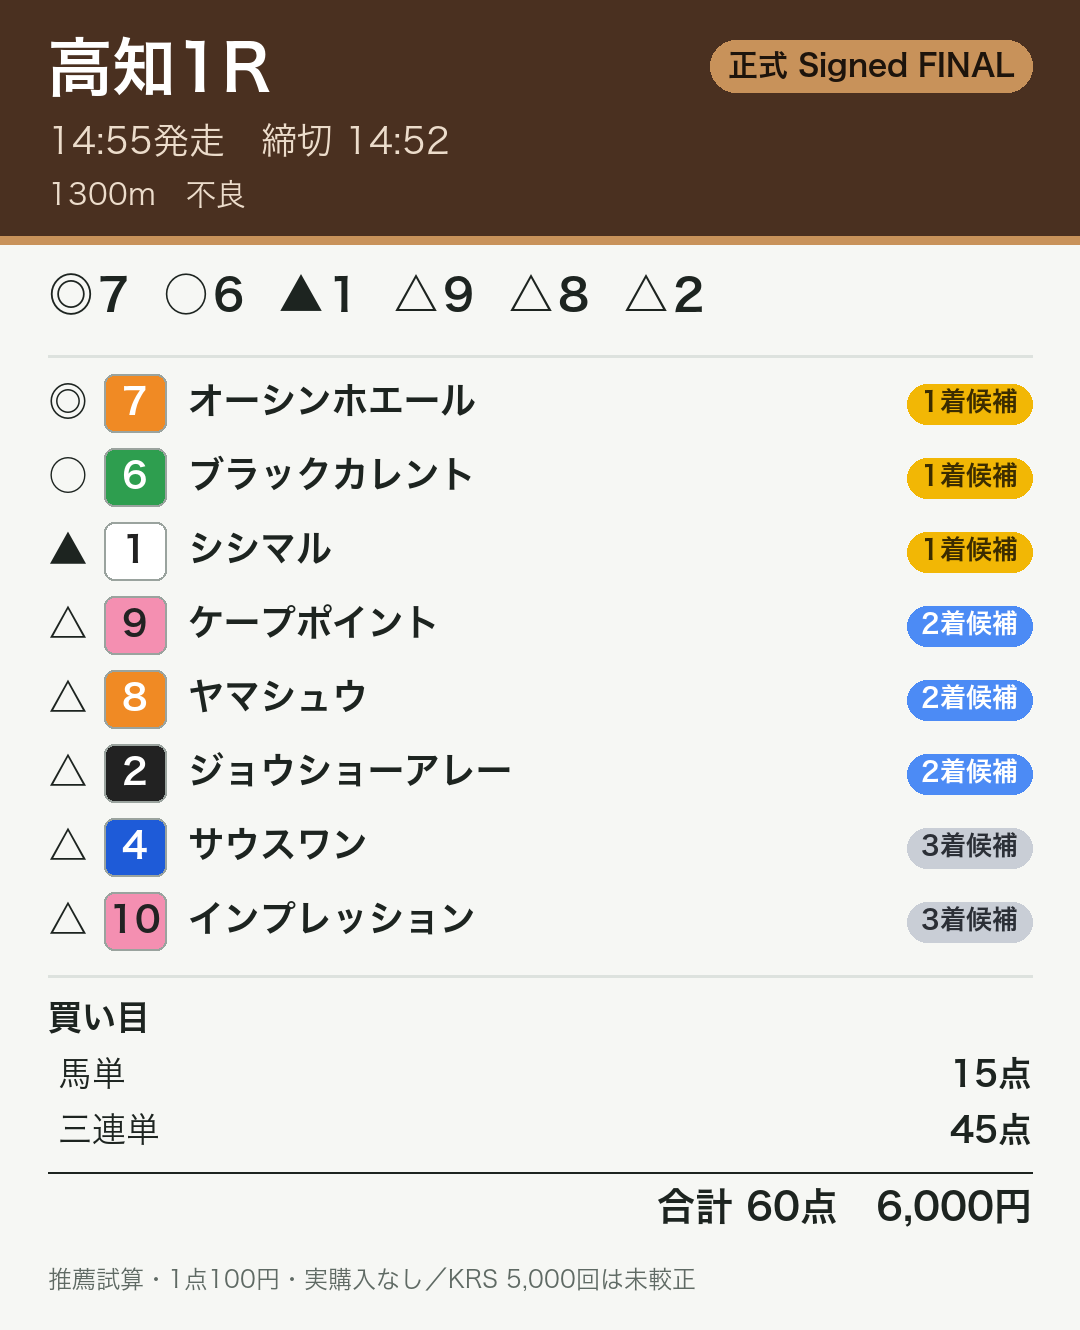 高知1R
正式 Signed FINAL
14:55発走　締切 14:52
1300m　不良
◎7 ○6 ▲1 △9 △8 △2
◎ 7 オーシンホエール 1着候補
○ 6 ブラックカレント 1着候補
▲ 1 シシマル 1着候補
△ 9 ケープポイント 2着候補
△ 8 ヤマシュウ 2着候補
△ 2 ジョウショーアレー 2着候補
△ 4 サウスワン 3着候補
△ 10 インプレッション 3着候補
買い目
馬単 15点
三連単 45点
合計 60点　6,000円
推薦試算・1点100円・実購入なし／KRS 5,000回は未較正